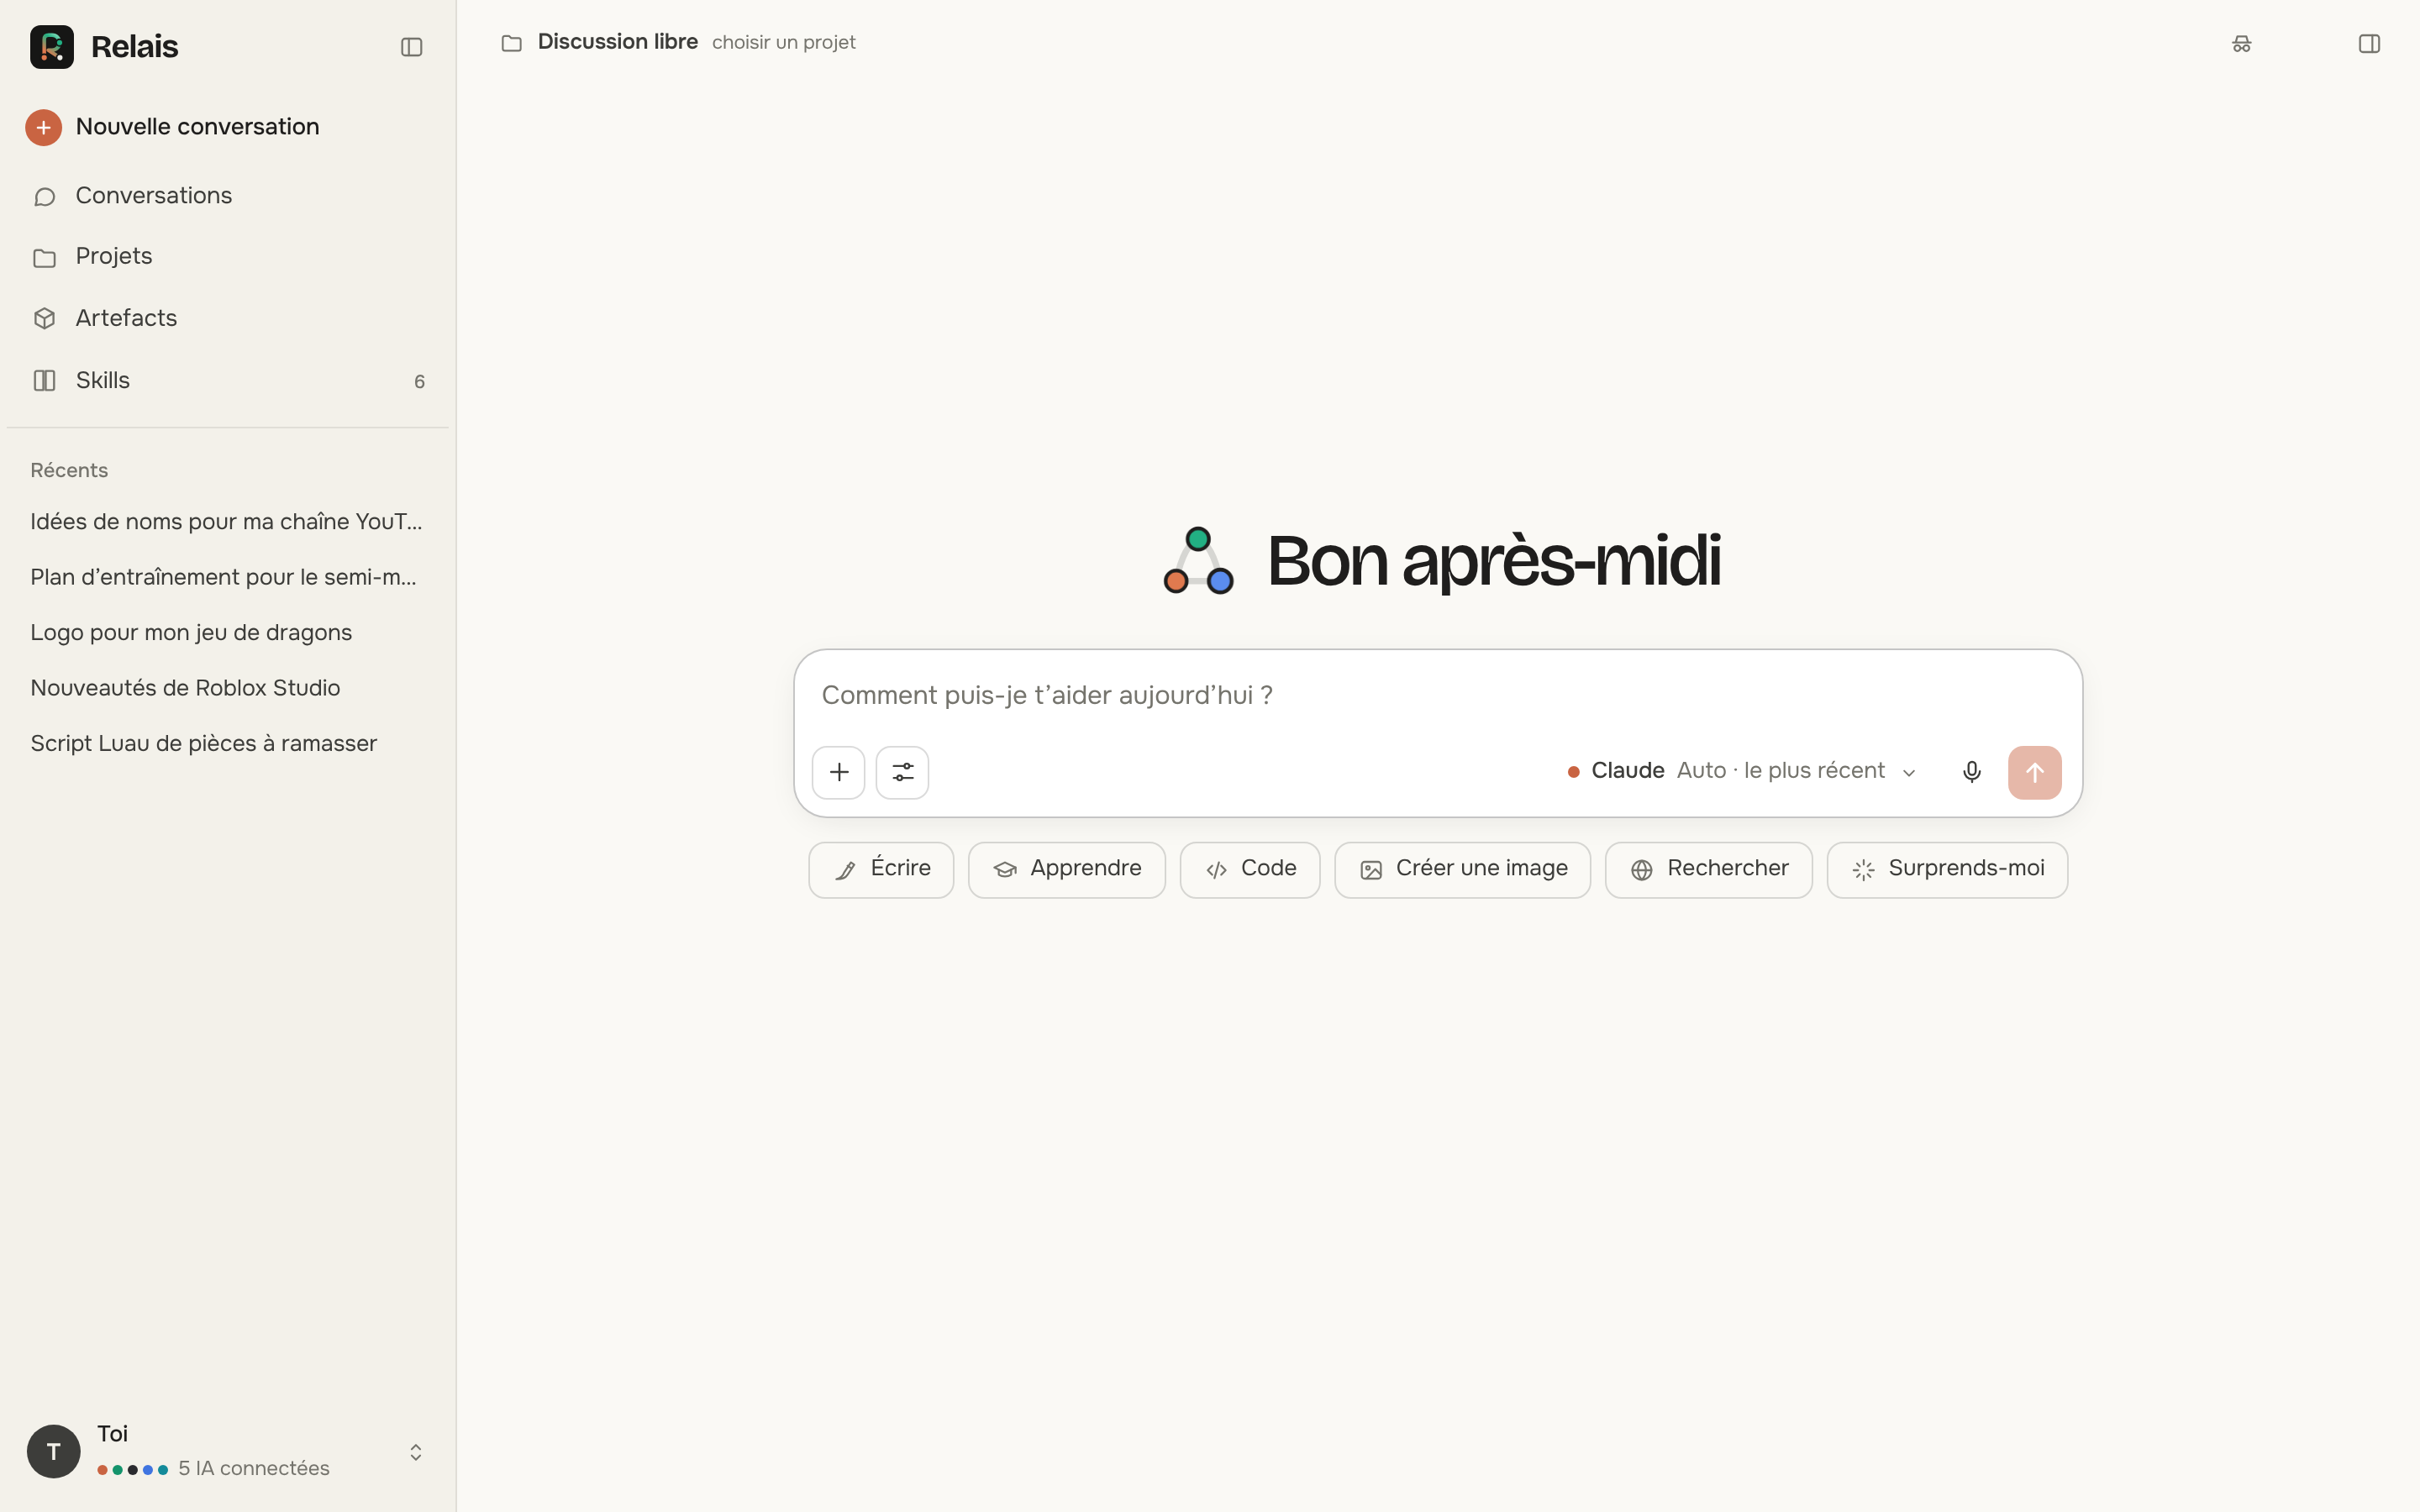 Relais
Nouvelle conversation
Conversations
Projets
Artefacts
Skills 6
Récents
Idées de noms pour ma chaîne YouT...
Plan d’entraînement pour le semi-m...
Logo pour mon jeu de dragons
Nouveautés de Roblox Studio
Script Luau de pièces à ramasser
T
Toi
5 IA connectées
Discussion libre choisir un projet
Bon après-midi
Comment puis-je t’aider aujourd’hui ?
Claude Auto · le plus récent
Écrire
Apprendre
Code
Créer une image
Rechercher
Surprends-moi